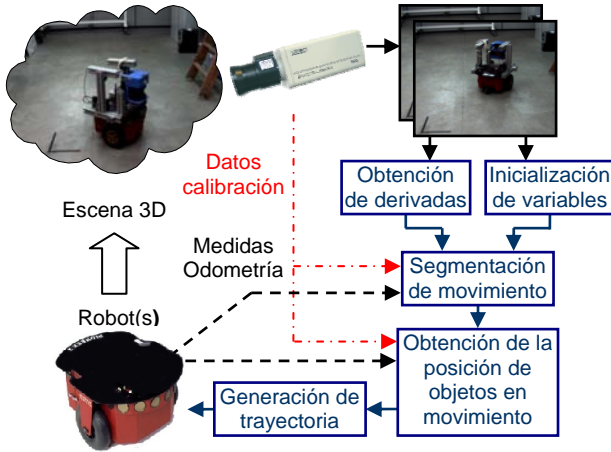 Datos
calibración
Obtención
de derivadas
Inicialización
de variables
Escena 3D
Medidas
Odometría
Segmentación
de movimiento
Robot(s)
Obtención de la
posición de
objetos en
movimiento
Generación de
trayectoria